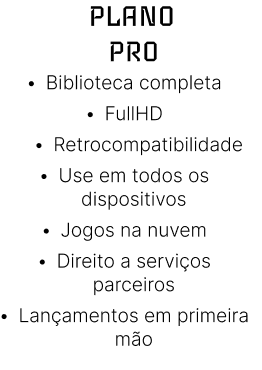 PLANO
PRO
• Biblioteca completa
• FullHD
• Retrocompatibilidade
• Use em todos os
dispositivos
• Jogos na nuvem
• Direito a serviços
parceiros
• Lançamentos em primeira
mão